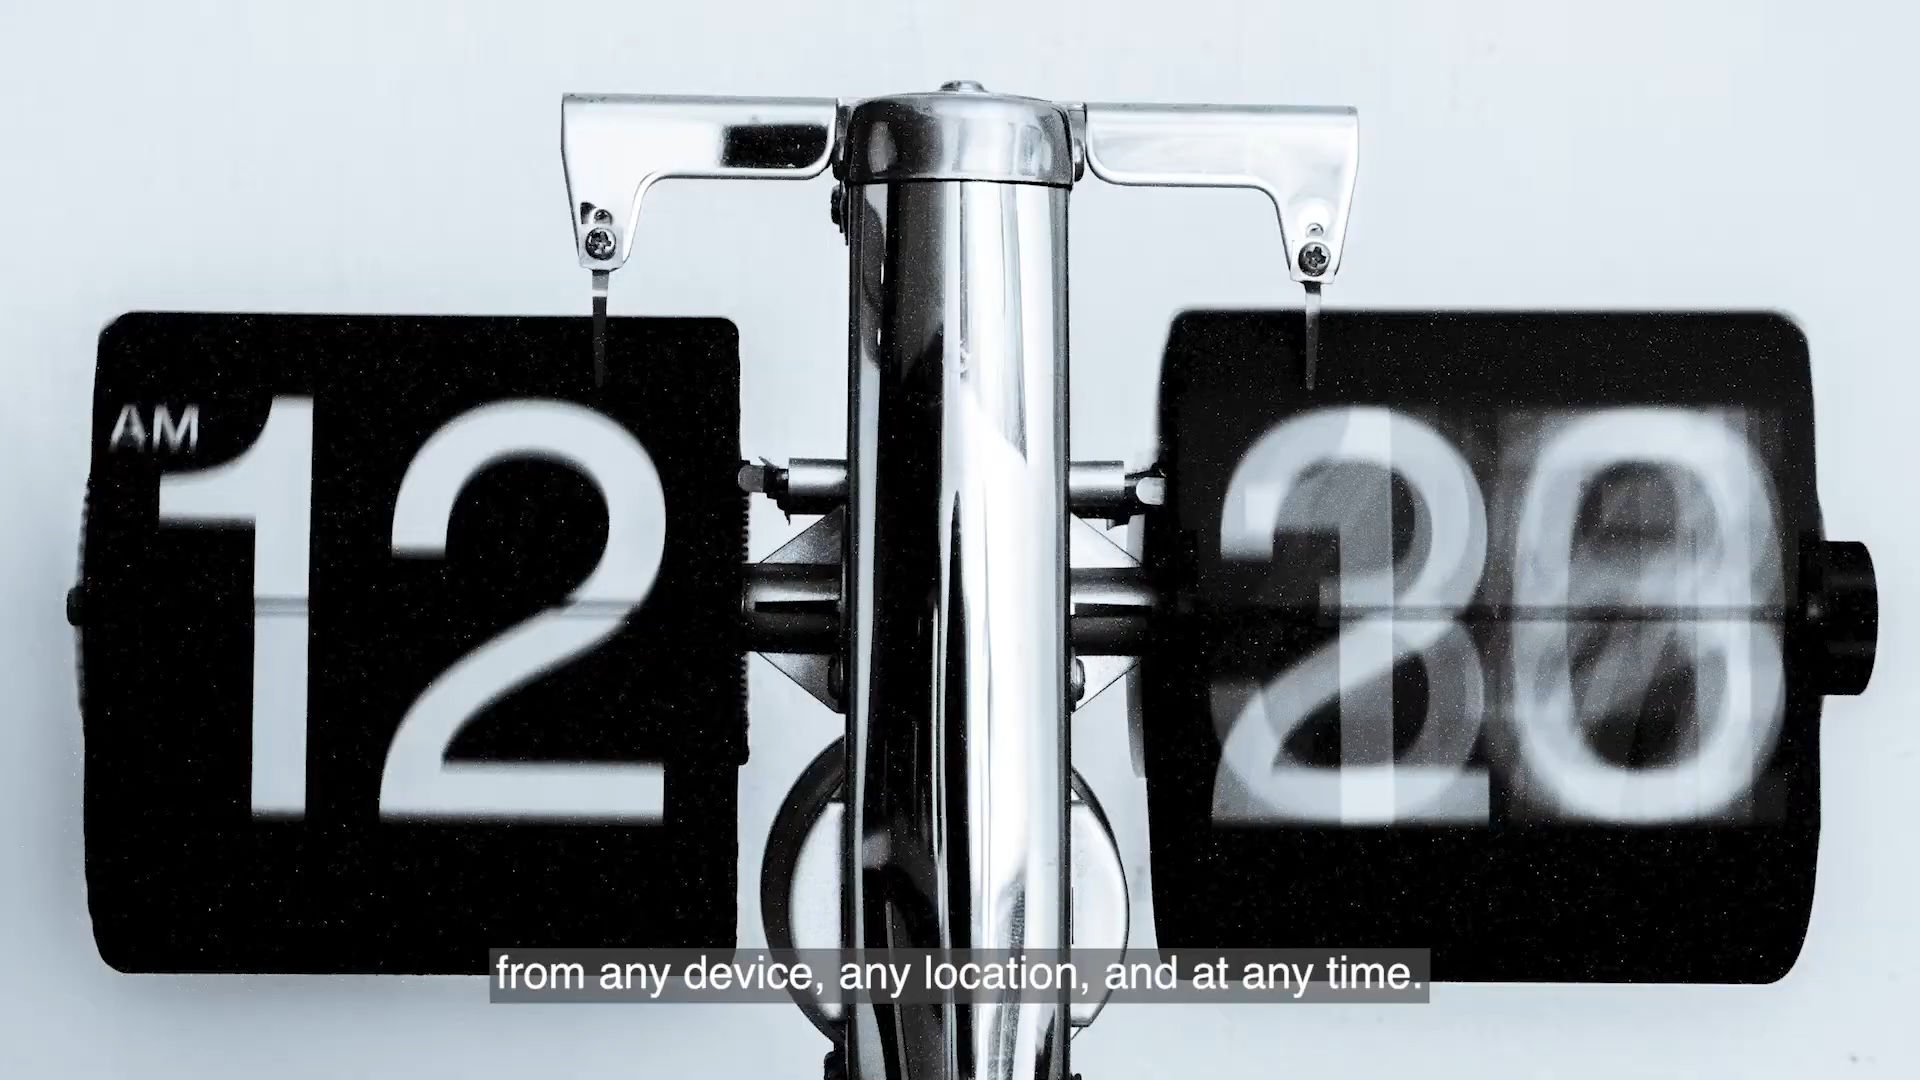 AM
12
from any device, any location, and at any time.